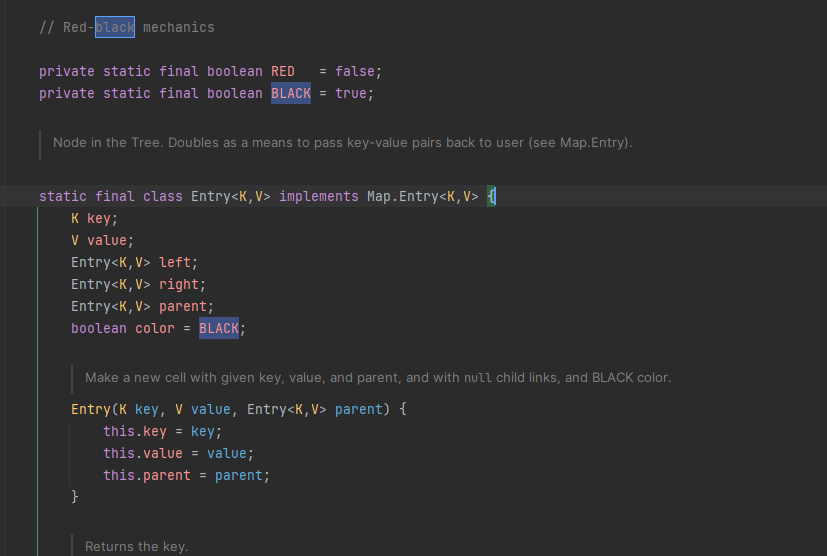 // Red-black mechanics
private static final boolean RED   = false;
private static final boolean BLACK = true;
Node in the Tree. Doubles as a means to pass key-value pairs back to user (see Map.Entry).
static final class Entry<K,V> implements Map.Entry<K,V> {
K key;
V value;
Entry<K,V> left;
Entry<K,V> right;
Entry<K,V> parent;
boolean color = BLACK;
Make a new cell with given key, value, and parent, and with null child links, and BLACK color.
Entry(K key, V value, Entry<K,V> parent) {
this.key = key;
this.value = value;
this.parent = parent;
}
Returns the key.